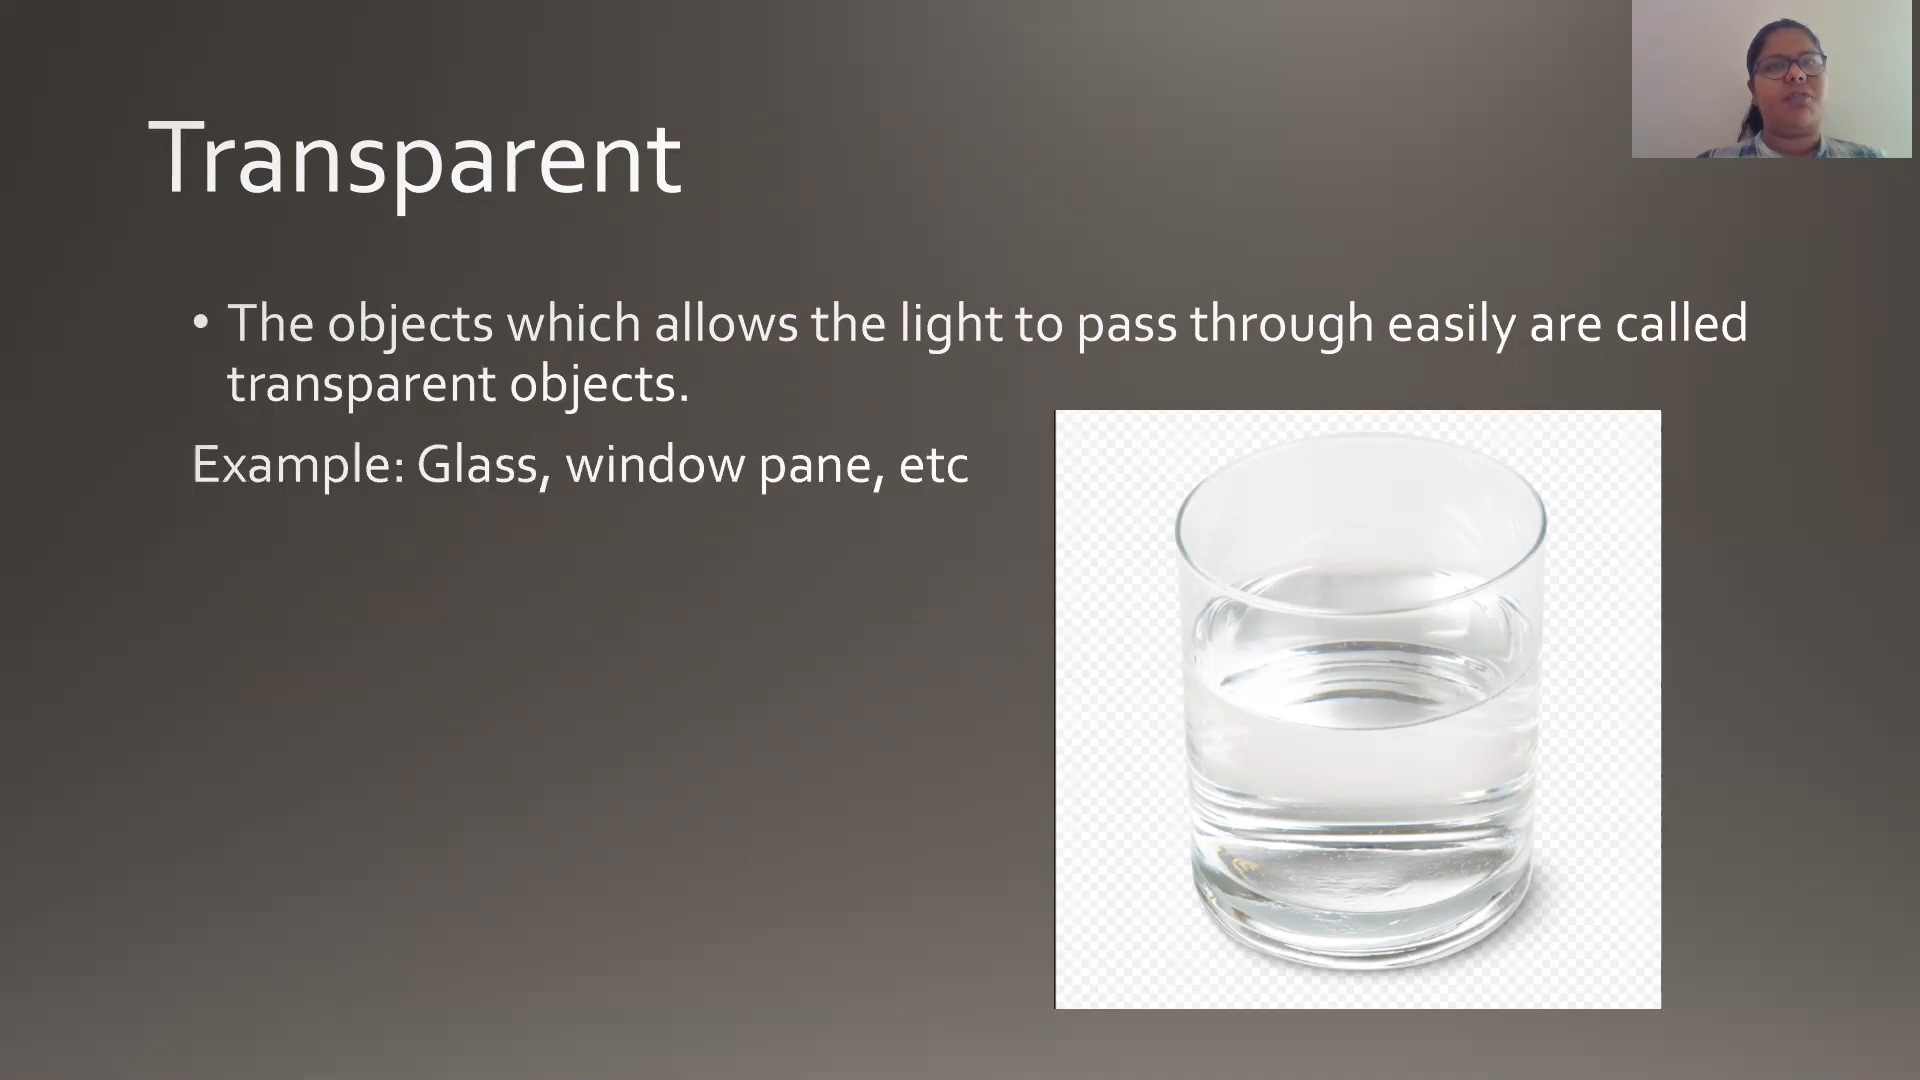 Transparent
• The objects which allows the light to pass through easily are called
transparent objects.
Example: Glass, window pane, etc